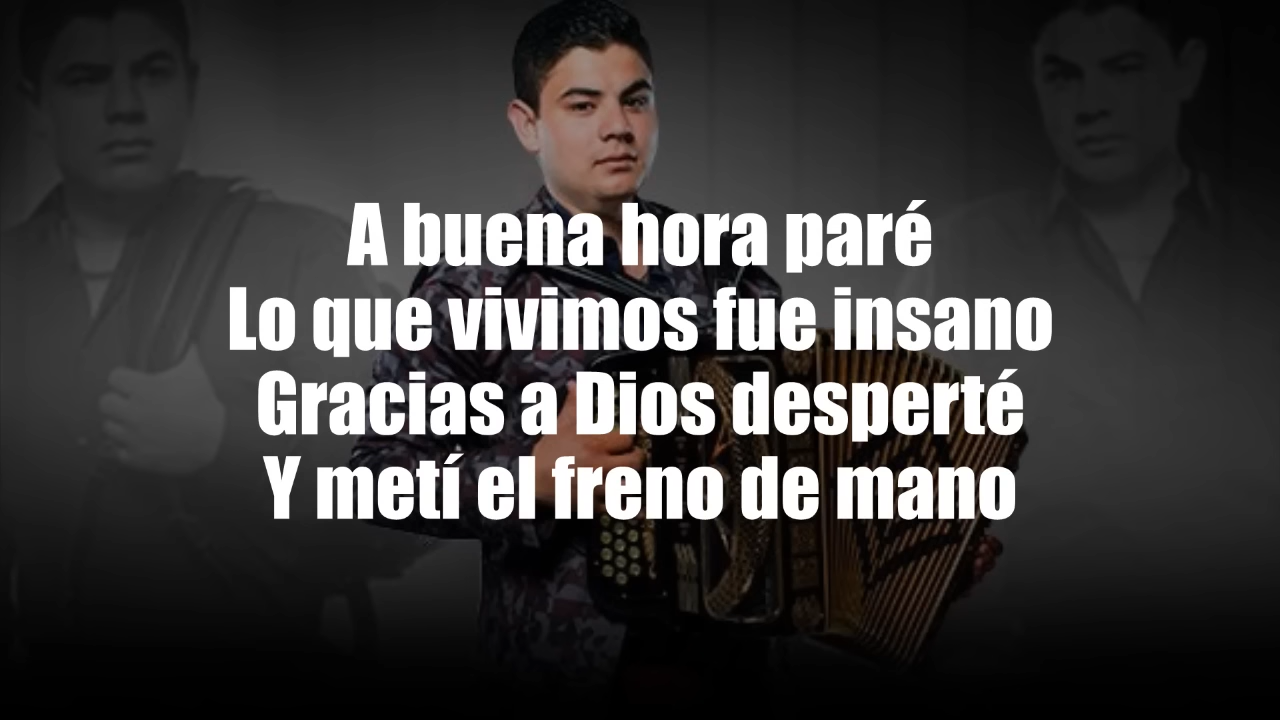 A buena hora paré
Lo que vivimos fue insano
Gracias a Dios desperté
Y metí el freno de mano